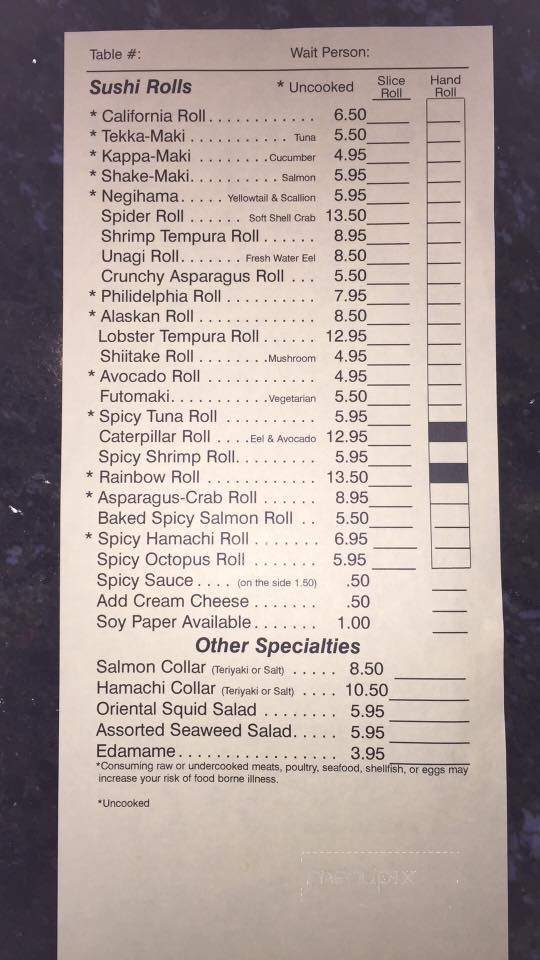 Table #: Wait Person:
Sushi Rolls * Uncooked Slice Roll Hand Roll
* California Roll............ 6.50
* Tekka-Maki ........... Tuna 5.50
* Kappa-Maki ........Cucumber 4.95
* Shake-Maki.......... Salmon 5.95
* Negihama..... Yellowtail & Scallion 5.95
Spider Roll ...... Soft Shell Crab 13.50
Shrimp Tempura Roll ...... 8.95
Unagi Roll....... Fresh Water Eel 8.50
Crunchy Asparagus Roll ... 5.50
* Philidelphia Roll .......... 7.95
* Alaskan Roll ............. 8.50
Lobster Tempura Roll ...... 12.95
Shiitake Roll ........Mushroom 4.95
* Avocado Roll ............ 4.95
Futomaki...........Vegetarian 5.50
* Spicy Tuna Roll .......... 5.95
Caterpillar Roll ....Eel & Avocado 12.95
Spicy Shrimp Roll......... 5.95
* Rainbow Roll ............ 13.50
* Asparagus-Crab Roll ...... 8.95
Baked Spicy Salmon Roll .. 5.50
* Spicy Hamachi Roll ....... 6.95
Spicy Octopus Roll ....... 5.95
Spicy Sauce .... (on the side 1.50) .50
Add Cream Cheese ....... .50
Soy Paper Available....... 1.00
Other Specialties
Salmon Collar (Teriyaki or Salt) ..... 8.50
Hamachi Collar (Teriyaki or Salt) .... 10.50
Oriental Squid Salad ........ 5.95
Assorted Seaweed Salad..... 5.95
Edamame................. 3.95
*Consuming raw or undercooked meats, poultry, seafood, shellfish, or eggs may
increase your risk of food borne illness.
*Uncooked
menupix